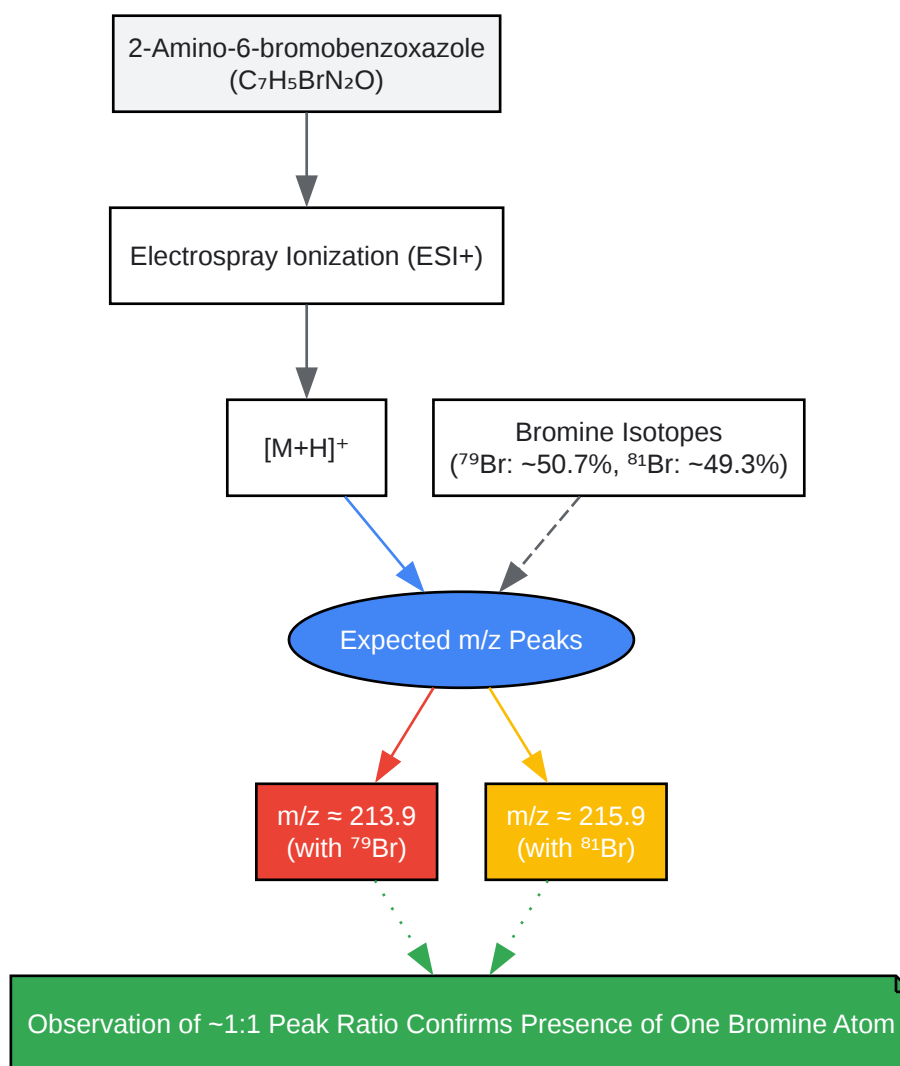 2-Amino-6-bromobenzoxazole
(C₇H₅BrN₂O)
Electrospray Ionization (ESI+)
[M+H]⁺
Bromine Isotopes
(⁷⁹Br: ~50.7%, ⁸¹Br: ~49.3%)
Expected m/z Peaks
m/z ≈ 213.9
(with ⁷⁹Br)
m/z ≈ 215.9
(with ⁸¹Br)
Observation of ~1:1 Peak Ratio Confirms Presence of One Bromine Atom